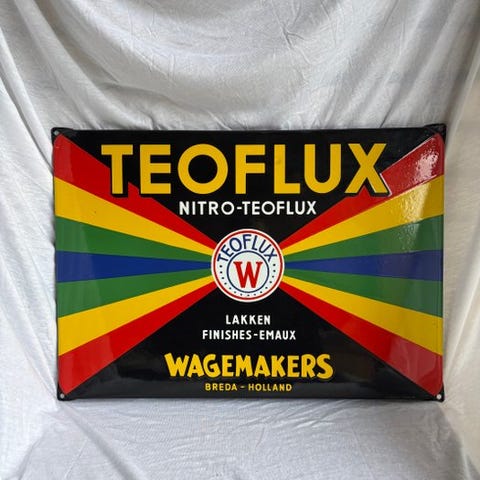 TEOFLUX
NITRO-TEOFLUX
TEOFLUX
W
LAKKEN
FINISHES-EMAUX
WAGEMAKERS
BREDA - HOLLAND